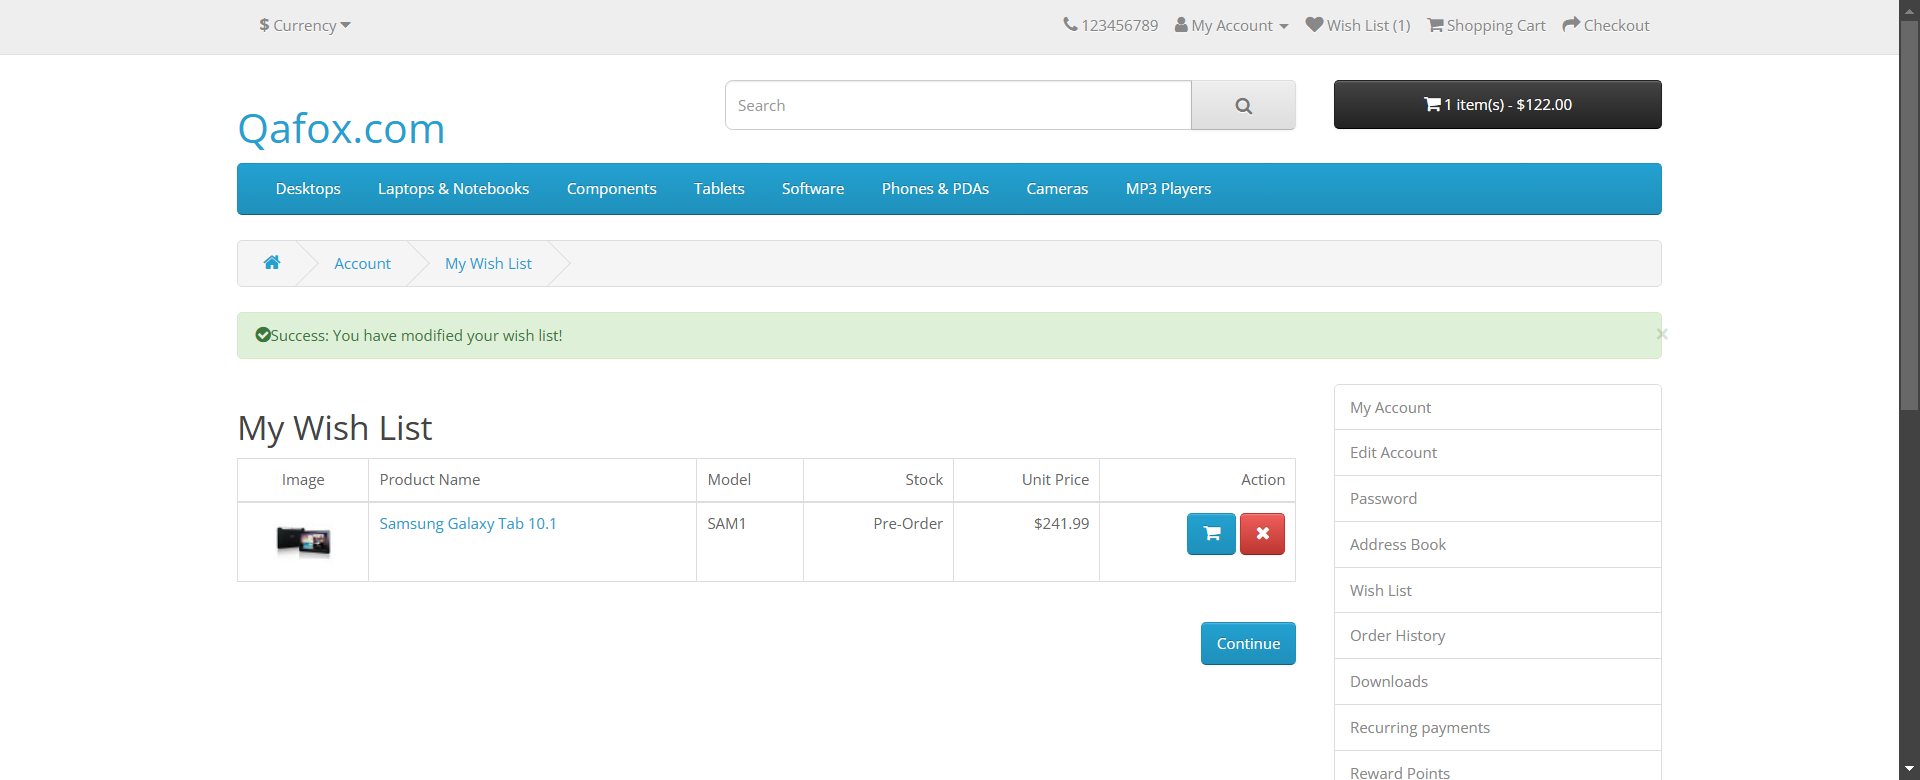 $ Currency
123456789 My Account Wish List (1) Shopping Cart Checkout
Qafox.com
Search
1 item(s) - $122.00
Desktops Laptops & Notebooks Components Tablets Software Phones & PDAs Cameras MP3 Players
Account My Wish List
Success: You have modified your wish list! ×
My Wish List
Image Product Name Model Stock Unit Price Action
Samsung Galaxy Tab 10.1 SAM1 Pre-Order $241.99
Continue
My Account
Edit Account
Password
Address Book
Wish List
Order History
Downloads
Recurring payments
Reward Points